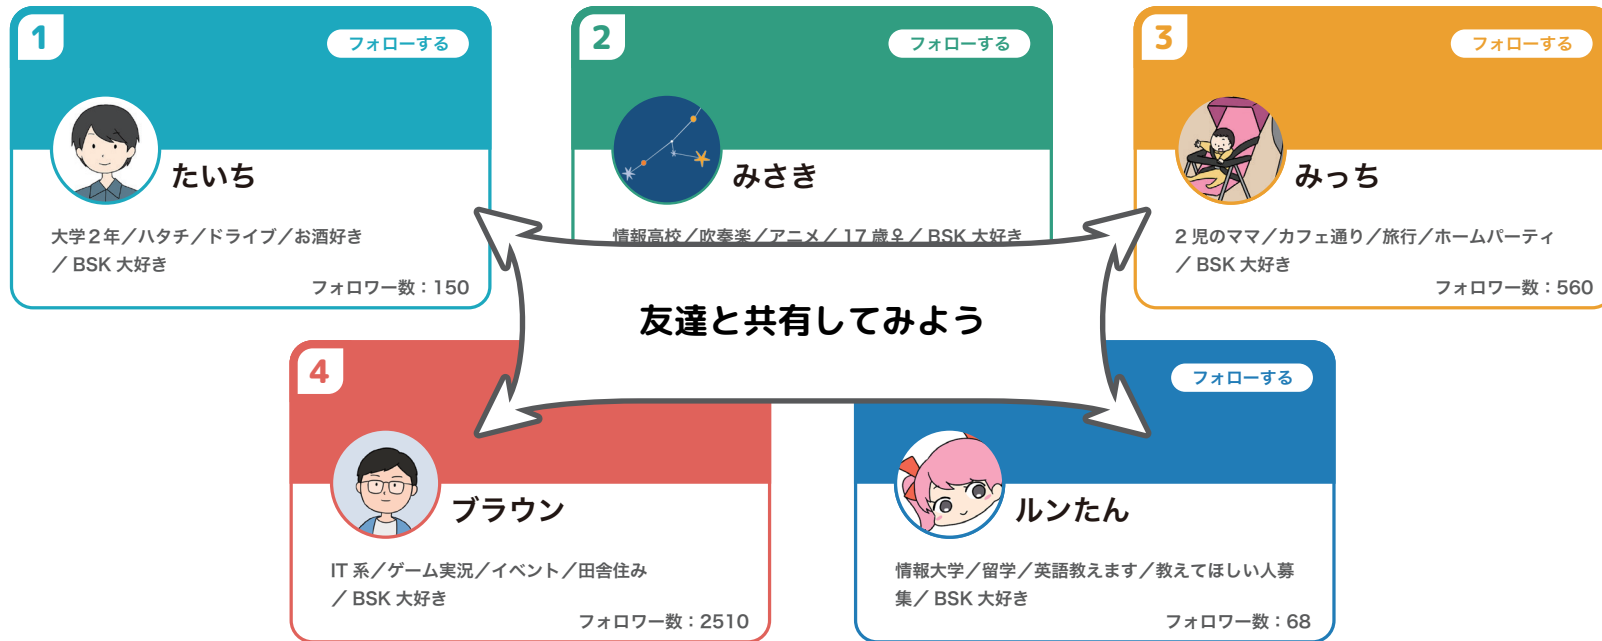 1
フォローする
たいち
大学2年／ハタチ／ドライブ／お酒好き
／BSK 大好き
フォロワー数：150
2
フォローする
みさき
情報高校／吹奏楽／アニメ／17歳♀／BSK 大好き
3
フォローする
みっち
2児のママ／カフェ通り／旅行／ホームパーティ
／BSK 大好き
フォロワー数：560
友達と共有してみよう
4
ブラウン
IT系／ゲーム実況／イベント／田舎住み
／BSK 大好き
フォロワー数：2510
フォローする
ルンたん
情報大学／留学／英語教えます／教えてほしい人募
集／BSK 大好き
フォロワー数：68